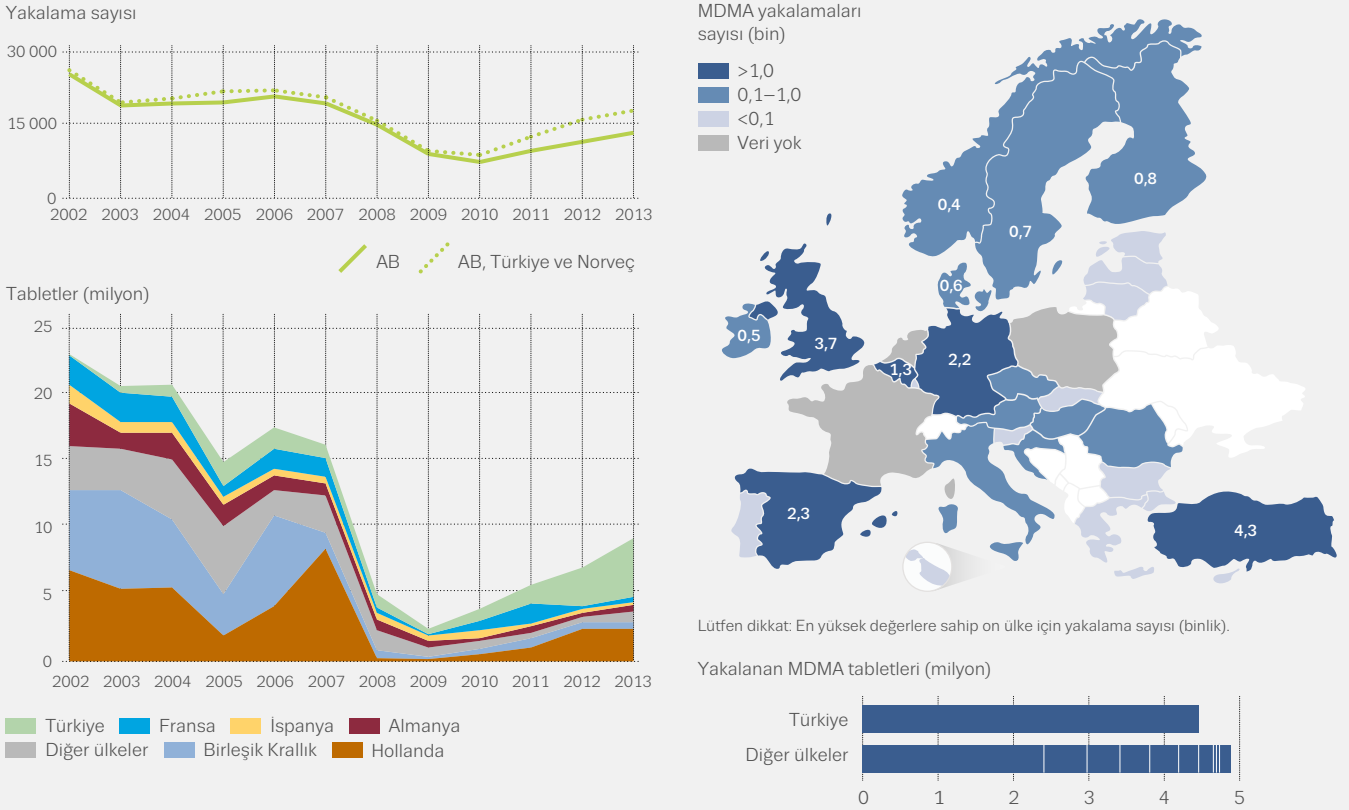 Yakalama sayısı
30 000
15 000
0
2002 2003 2004 2005 2006 2007 2008 2009 2010 2011 2012 2013
AB
AB, Türkiye ve Norveç
Tabletler (milyon)
25
20
15
10
5
0
2002 2003 2004 2005 2006 2007 2008 2009 2010 2011 2012 2013
Türkiye Fransa İspanya Almanya
Diğer ülkeler Birleşik Krallık Hollanda
MDMA yakalamaları
sayısı (bin)
>1,0
0,1–1,0
<0,1
Veri yok
0,8
0,4
0,7
0,6
0,5
3,7
2,2
1,3
2,3
4,3
Lütfen dikkat: En yüksek değerlere sahip on ülke için yakalama sayısı (binlik).
Yakalanan MDMA tabletleri (milyon)
Türkiye
Diğer ülkeler
0 1 2 3 4 5